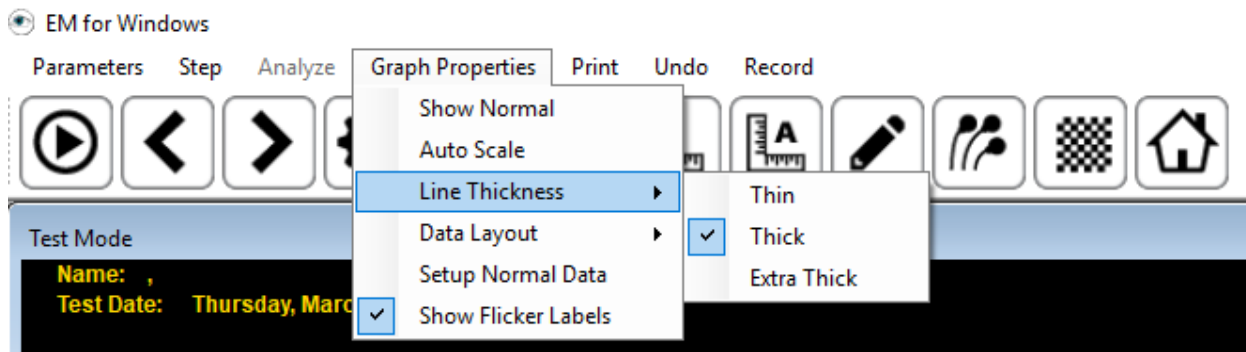 EM for Windows
Parameters Step Analyze Graph Properties Print Undo Record
Show Normal
Auto Scale
A
Line Thickness
Thin
Data Layout
Thick
Setup Normal Data
Extra Thick
Show Flicker Labels
Test Mode
Name: ,
Test Date: Thursday,